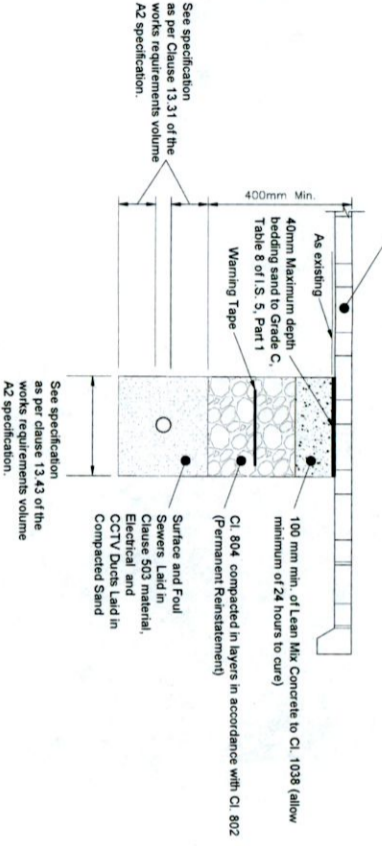 400mm Min.
As existing
40mm Maximum depth
bedding sand to Grade C,
Table 8 of I.S. 5, Part 1
Warning Tape
See specification
as per Clause 13.31 of the
works requirements volume
A2 specification.
100 mm min. of Lean Mix Concrete to Cl. 1038 (allow
minimum of 24 hours to cure)
Cl. 804 compacted in layers in accordance with Cl. 802
(Permanent Reinstatement)
Surface and Foul
Sewers Laid in
Clause 503 material,
Electrical and
CCTV Ducts Laid in
Compacted Sand
See specification
as per clause 13.43 of the
works requirements volume
A2 specification.